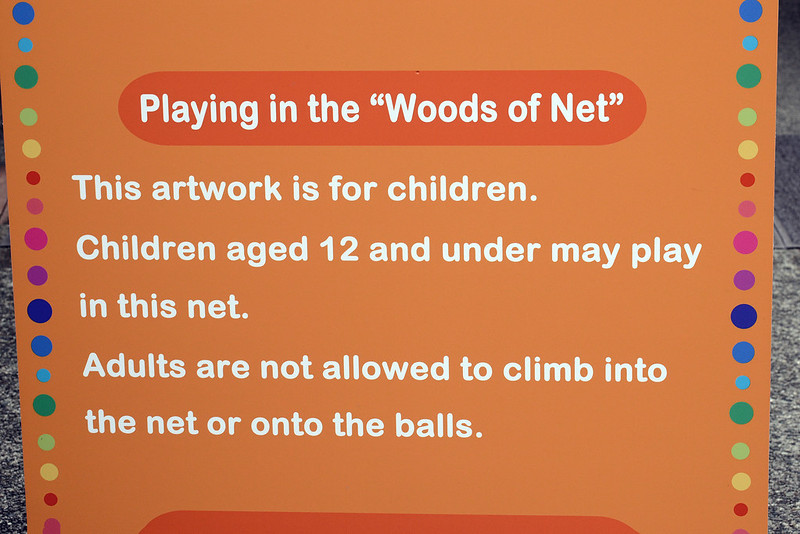 Playing in the “Woods of Net”
This artwork is for children.
Children aged 12 and under may play
in this net.
Adults are not allowed to climb into
the net or onto the balls.